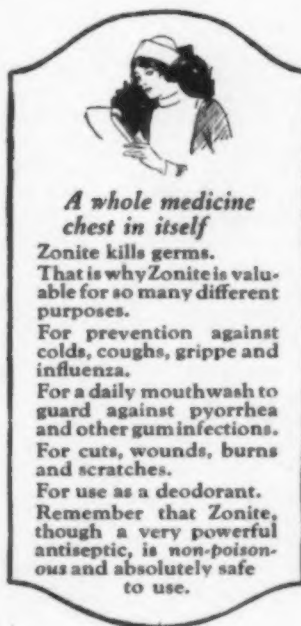 A whole medicine
chest in itself
Zonite kills germs.
That is why Zonite is valu-
able for so many different
purposes.
For prevention against
colds, coughs, grippe and
influenza.
For a daily mouthwash to
guard against pyorrhea
and other gum infections.
For cuts, wounds, burns
and scratches.
For use as a deodorant.
Remember that Zonite,
though a very powerful
antiseptic, is non-poison-
ous and absolutely safe
to use.